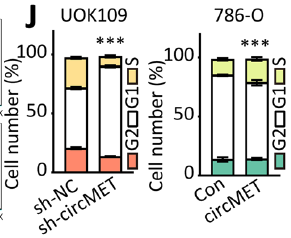 J
UOK109
786-O
***
***
Cell number (%)
100
50
0
G2 G1 S
sh-NC
sh-circMET
Cell number (%)
100
50
0
G2 G1 S
Con
circMET